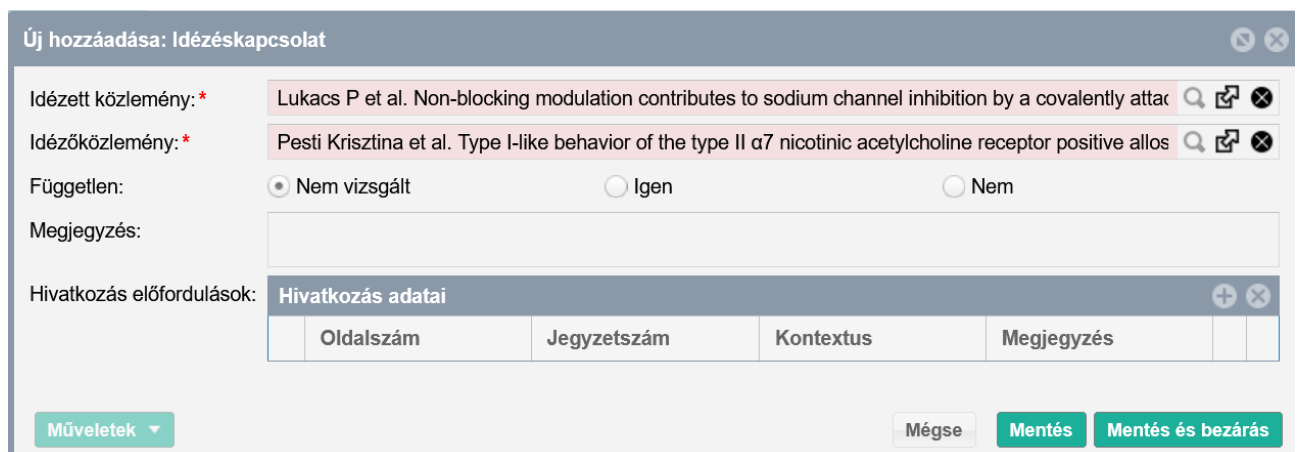 Új hozzáadása: Idézéskapcsolat
Idézett közlemény: * Lukacs P et al. Non-blocking modulation contributes to sodium channel inhibition by a covalently attac
Idézőközlemény: * Pesti Krisztina et al. Type I-like behavior of the type II α7 nicotinic acetylcholine receptor positive allos
Független: Nem vizsgált Igen Nem
Megjegyzés:
Hivatkozás előfordulások: Hivatkozás adatai
Oldalszám Jegyzetszám Kontextus Megjegyzés
Műveletek Mégse Mentés Mentés és bezárás